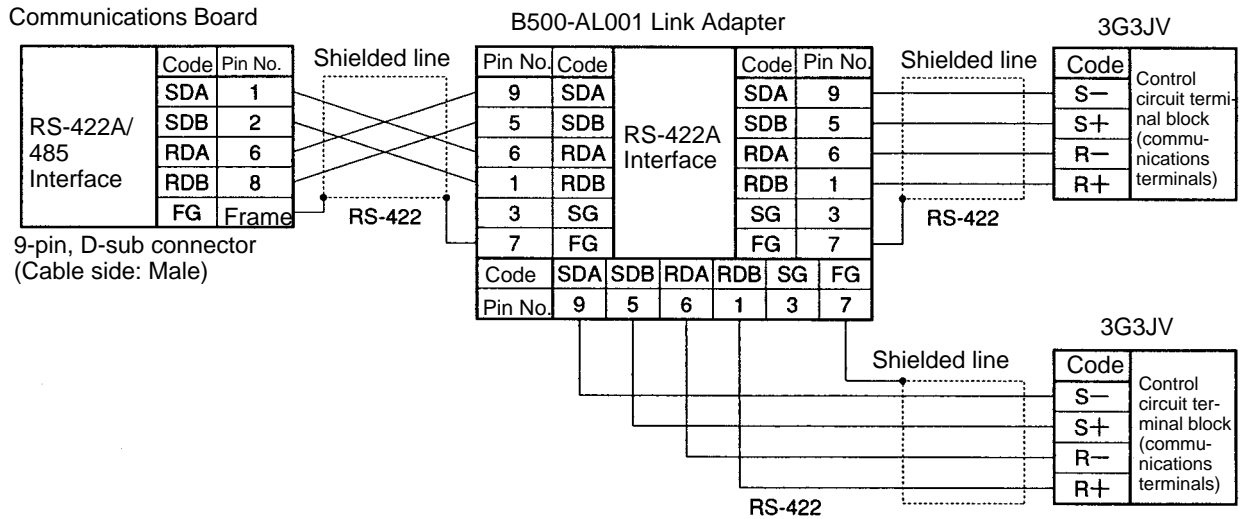 Communications Board
B500-AL001 Link Adapter
3G3JV
RS-422A/
485
Interface
Code Pin No.
SDA 1
SDB 2
RDA 6
RDB 8
FG Frame
9-pin, D-sub connector
(Cable side: Male)
Shielded line
RS-422
Pin No. Code
9 SDA
5 SDB
6 RDA
1 RDB
3 SG
7 FG
RS-422A
Interface
Code Pin No.
SDA 9
SDB 5
RDA 6
RDB 1
SG 3
FG 7
Code SDA SDB RDA RDB SG FG
Pin No. 9 5 6 1 3 7
Shielded line
RS-422
Code
S−
S+
R−
R+
Control
circuit termi-
nal block
(commu-
nications
terminals)
3G3JV
Shielded line
RS-422
Code
S−
S+
R−
R+
Control
circuit ter-
minal block
(commu-
nications
terminals)